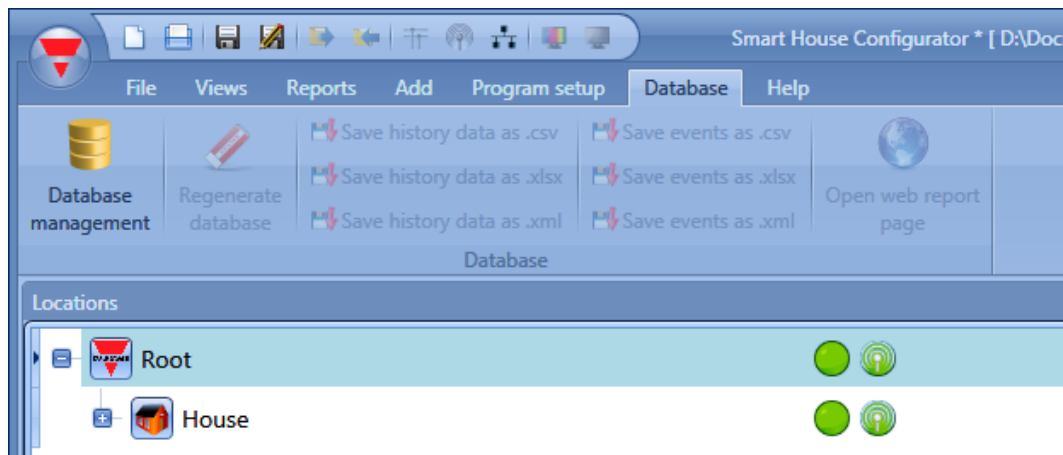 Smart House Configurator * [ D:\Doc
File Views Reports Add Program setup Database Help
Database management
Regenerate database
Save history data as .csv
Save history data as .xlsx
Save history data as .xml
Save events as .csv
Save events as .xlsx
Save events as .xml
Open web report page
Database
Locations
Root
House